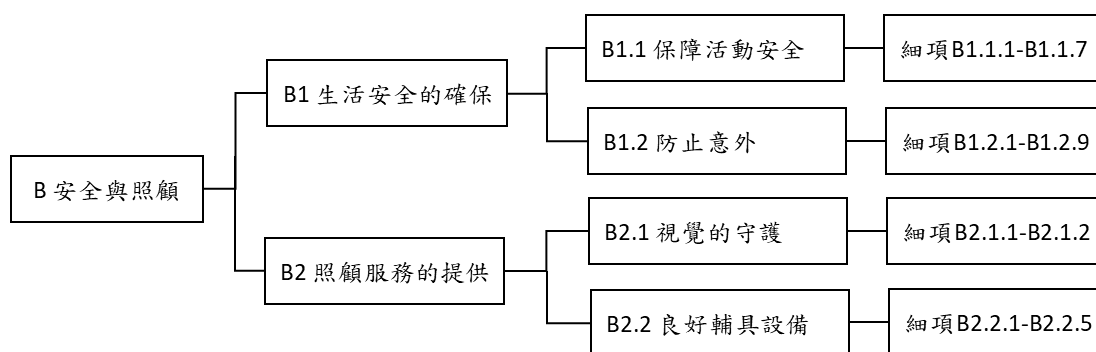 B1.1 保障活動安全
細項B1.1.1-B1.1.7
B1 生活安全的確保
B1.2 防止意外
細項B1.2.1-B1.2.9
B 安全與照顧
B2.1 視覺的守護
細項B2.1.1-B2.1.2
B2 照顧服務的提供
B2.2 良好輔具設備
細項B2.2.1-B2.2.5